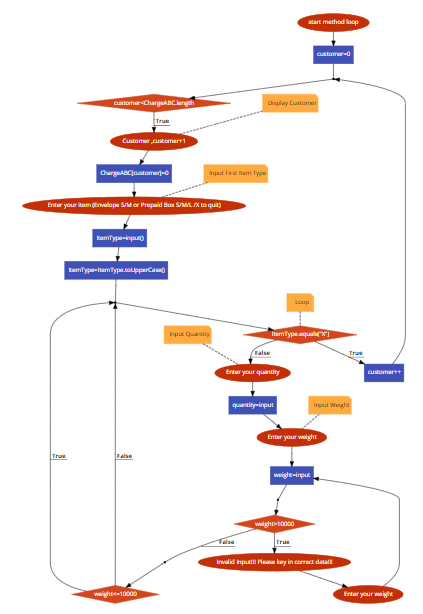 start method loop
customer=0
customer<ChargeABC.length
Display Customer
True
Customer ,customer+1
ChargeABC[customer]=0
Input First Item Type
Enter your item (Envelope S/M or Prepaid Box S/M/L /X to quit)
ItemType=input()
ItemType=ItemType.toUpperCase()
Loop
Input Quantity
ItemType.equals("X")
False
True
Enter your quantity
customer++
quantity=input
Input Weight
Enter your weight
True
False
weight=input
weight>10000
False
True
Invalid Input!!! Please key in correct data!!!
weight<=10000
Enter your weight